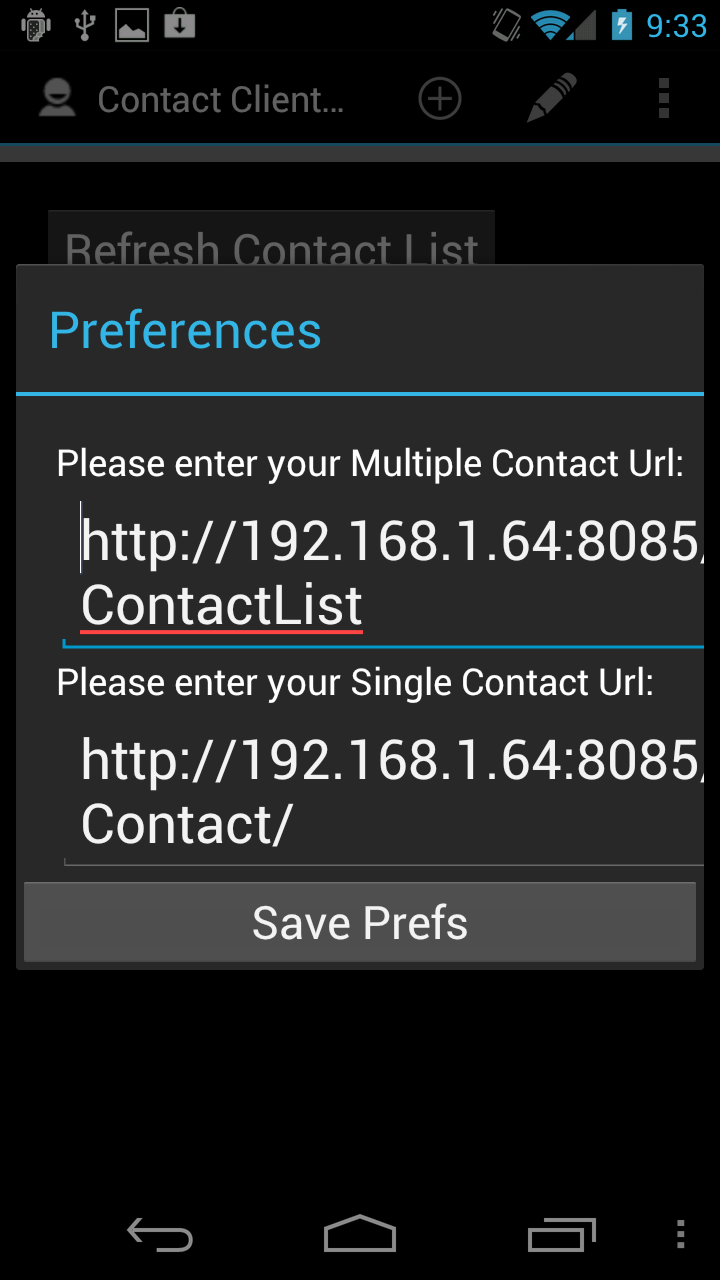 9:33
Contact Client…
Refresh Contact List
Preferences
Please enter your Multiple Contact Url:
http://192.168.1.64:8085/
ContactList
Please enter your Single Contact Url:
http://192.168.1.64:8085/
Contact/
Save Prefs